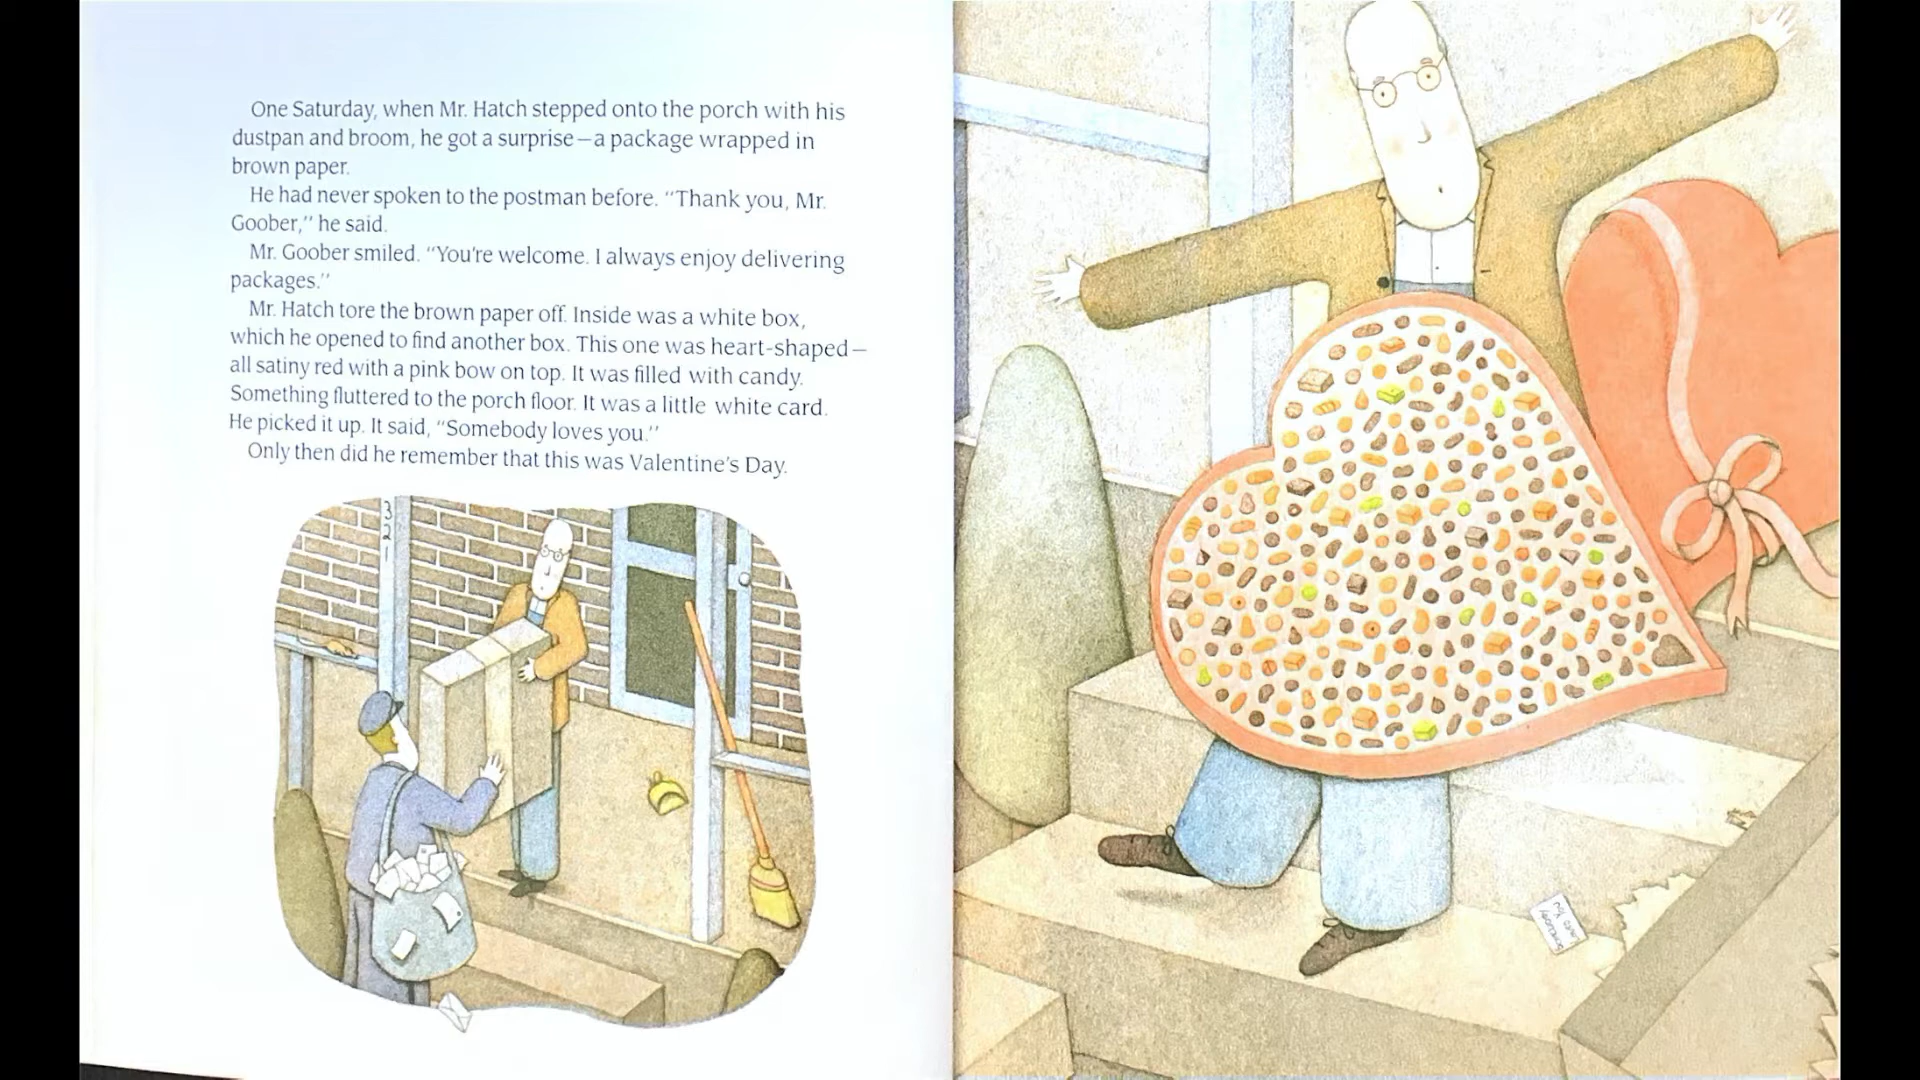 One Saturday, when Mr. Hatch stepped onto the porch with his
dustpan and broom, he got a surprise—a package wrapped in
brown paper.
He had never spoken to the postman before. “Thank you, Mr.
Goober,” he said.
Mr. Goober smiled. “You're welcome. I always enjoy delivering
packages.”
Mr. Hatch tore the brown paper off. Inside was a white box,
which he opened to find another box. This one was heart-shaped—
all satiny red with a pink bow on top. It was filled with candy.
Something fluttered to the porch floor. It was a little white card.
He picked it up. It said, “Somebody loves you.”
Only then did he remember that this was Valentine's Day.
321
Somebody
Loves
You